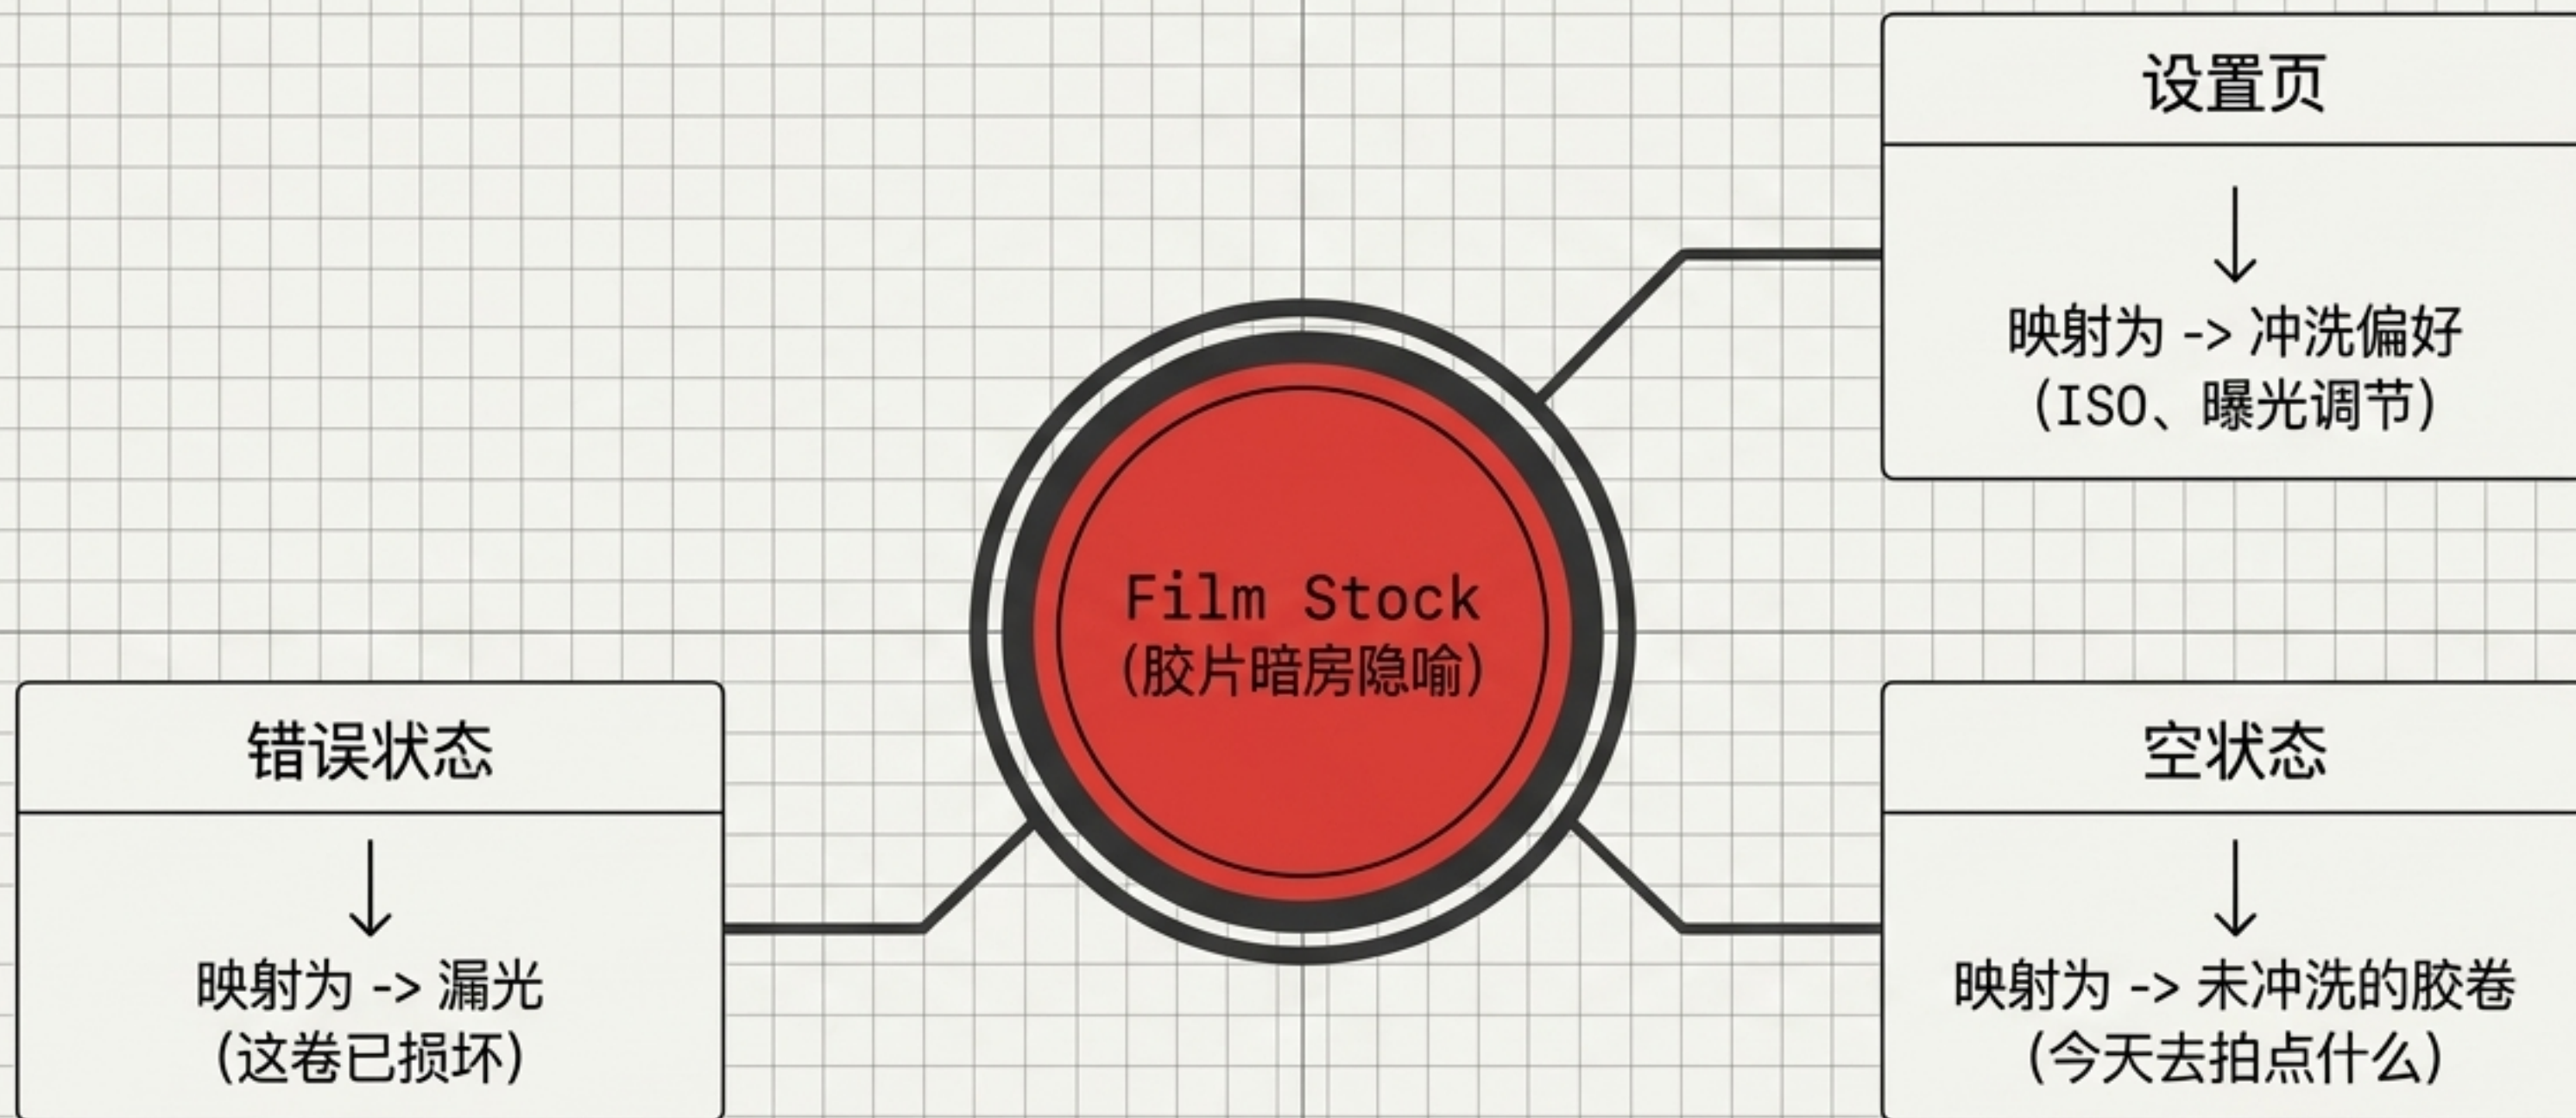 设置页
映射为 -> 冲洗偏好
(ISO、曝光调节)
Film Stock
(胶片暗房隐喻)
错误状态
映射为 -> 漏光
(这卷已损坏)
空状态
映射为 -> 未冲洗的胶卷
(今天去拍点什么)